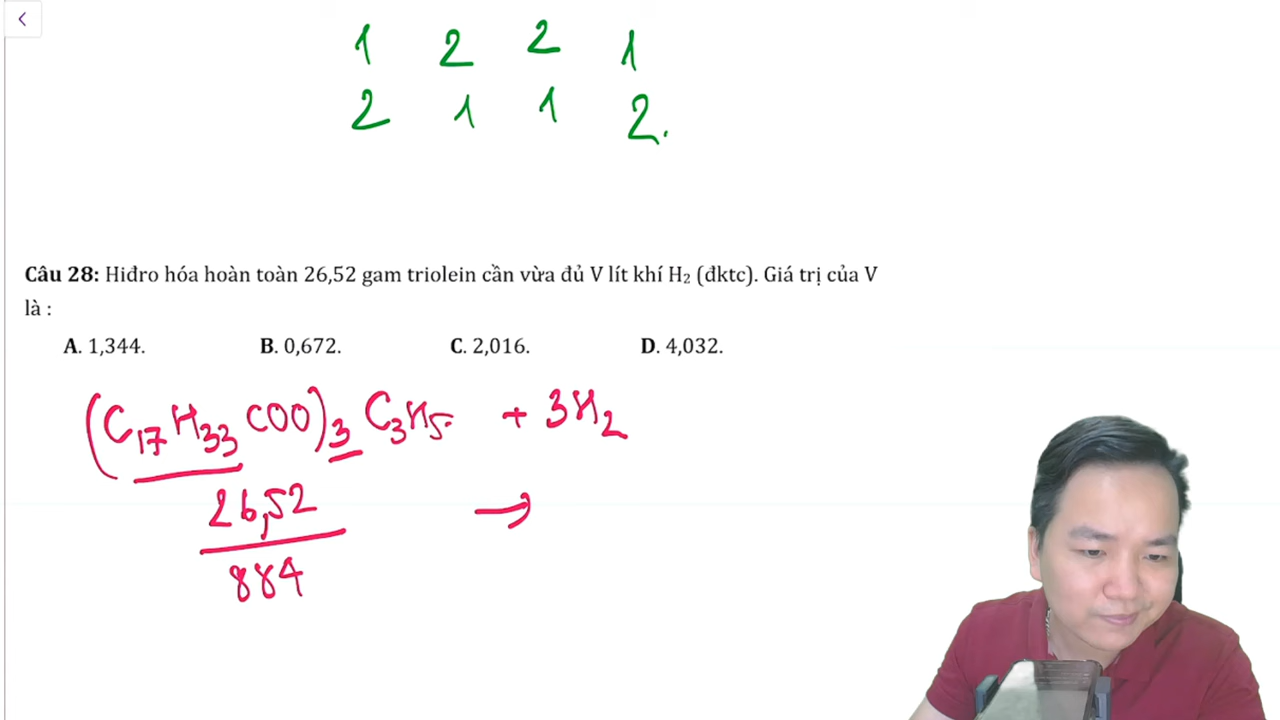 1 2 2 1
2 1 1 2.
Câu 28: Hiđro hóa hoàn toàn 26,52 gam triolein cần vừa đủ V lít khí H₂ (đktc). Giá trị của V
là :
A. 1,344. B. 0,672. C. 2,016. D. 4,032.
(C₁₇H₃₃COO)₃C₃H₅ + 3H₂
26,52 →
884